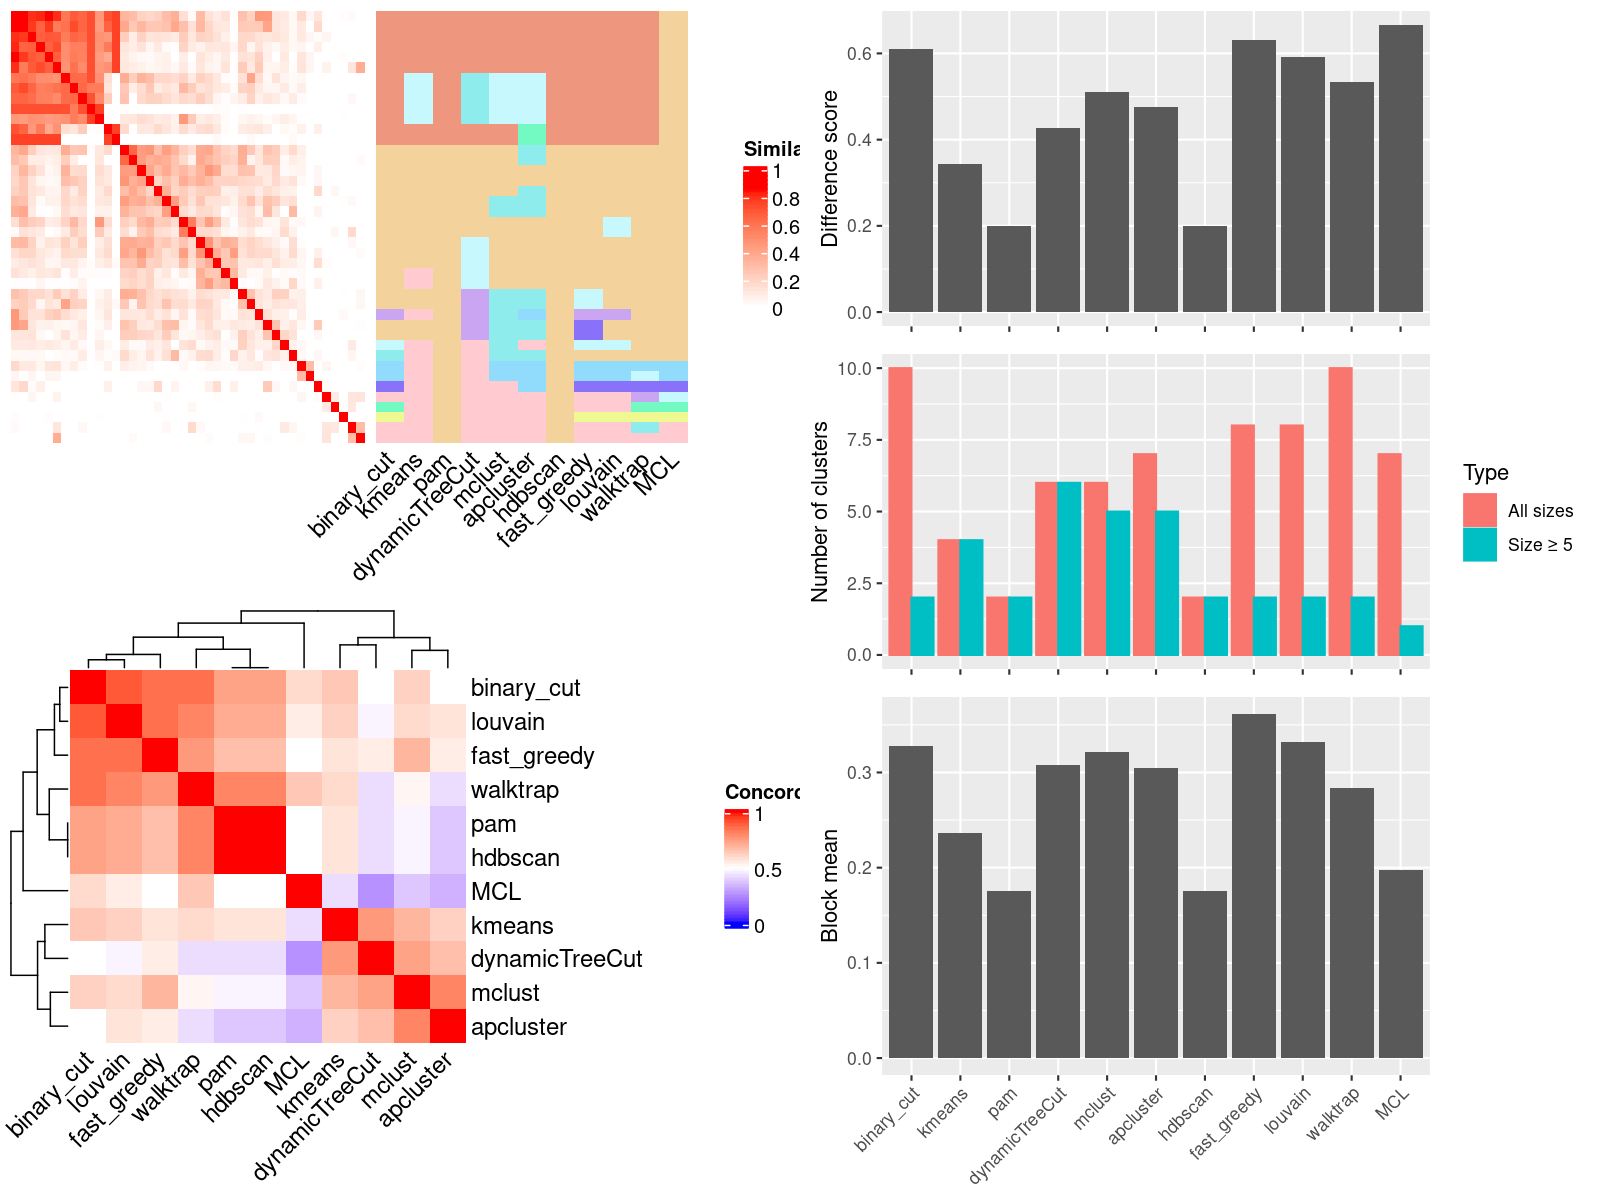 Simila
1
0.8
0.6
0.4
0.2
0
binary_cut
kmeans
pam
dynamicTreeCut
mclust
apcluster
hdbscan
fast_greedy
louvain
walktrap
MCL
Difference score
0.6
0.4
0.2
0.0
Number of clusters
10.0
7.5
5.0
2.5
0.0
Type
All sizes
Size ≥ 5
binary_cut
louvain
fast_greedy
walktrap
pam
hdbscan
MCL
kmeans
dynamicTreeCut
mclust
apcluster
Concord
1
0.5
0
binary_cut
louvain
fast_greedy
walktrap
pam
hdbscan
MCL
kmeans
dynamicTreeCut
mclust
apcluster
Block mean
0.3
0.2
0.1
0.0
binary_cut
kmeans
pam
dynamicTreeCut
mclust
apcluster
hdbscan
fast_greedy
louvain
walktrap
MCL